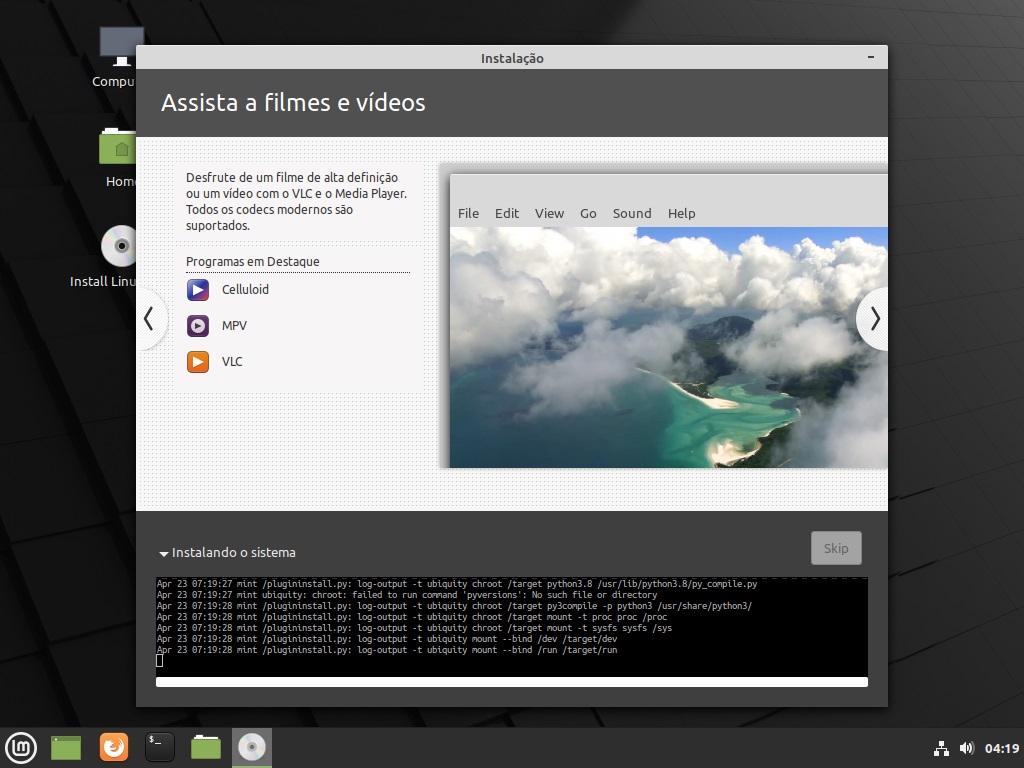 Instalação
Compu
Home
Install Linu
Assista a filmes e vídeos
Desfrute de um filme de alta definição
ou um vídeo com o VLC e o Media Player.
Todos os codecs modernos são
suportados.
Programas em Destaque
Celluloid
MPV
VLC
File Edit View Go Sound Help
Instalando o sistema
Skip
Apr 23 07:19:27 mint /plugininstall.py: log-output -t ubiquity chroot /target python3.8 /usr/lib/python3.8/py_compile.py
Apr 23 07:19:27 mint ubiquity: chroot: failed to run command 'pyversions': No such file or directory
Apr 23 07:19:28 mint /plugininstall.py: log-output -t ubiquity chroot /target py3compile -p python3 /usr/share/python3/
Apr 23 07:19:28 mint /plugininstall.py: log-output -t ubiquity chroot /target mount -t proc proc /proc
Apr 23 07:19:28 mint /plugininstall.py: log-output -t ubiquity chroot /target mount -t sysfs sysfs /sys
Apr 23 07:19:28 mint /plugininstall.py: log-output -t ubiquity mount --bind /dev /target/dev
Apr 23 07:19:28 mint /plugininstall.py: log-output -t ubiquity mount --bind /run /target/run
04:19